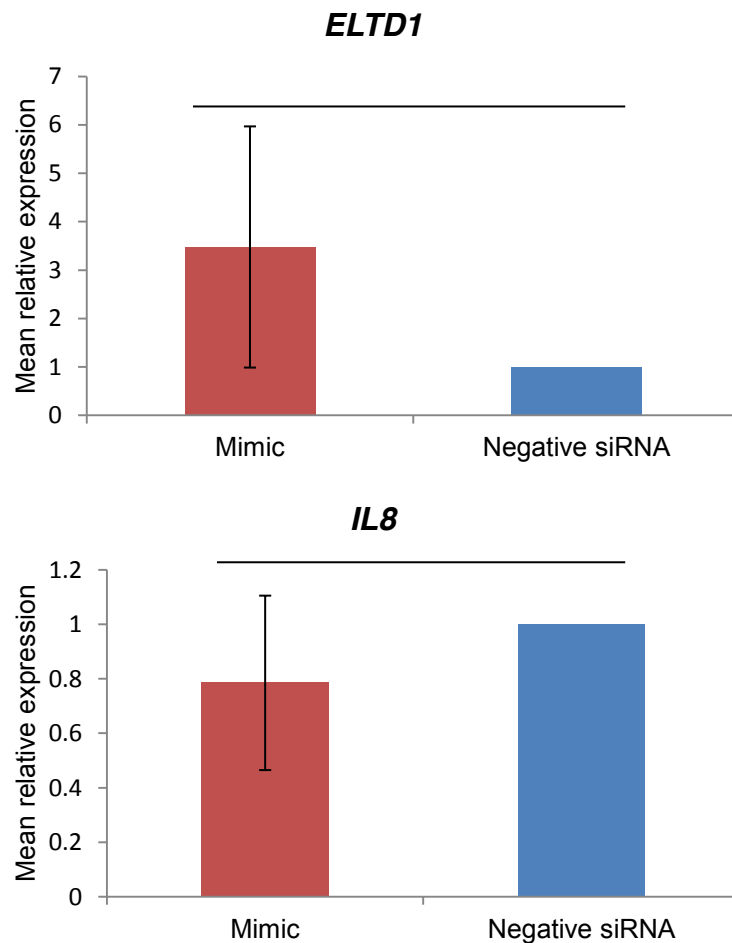 ELTD1
Mean relative expression
7
6
5
4
3
2
1
0
Mimic Negative siRNA
IL8
Mean relative expression
1.2
1
0.8
0.6
0.4
0.2
0
Mimic Negative siRNA